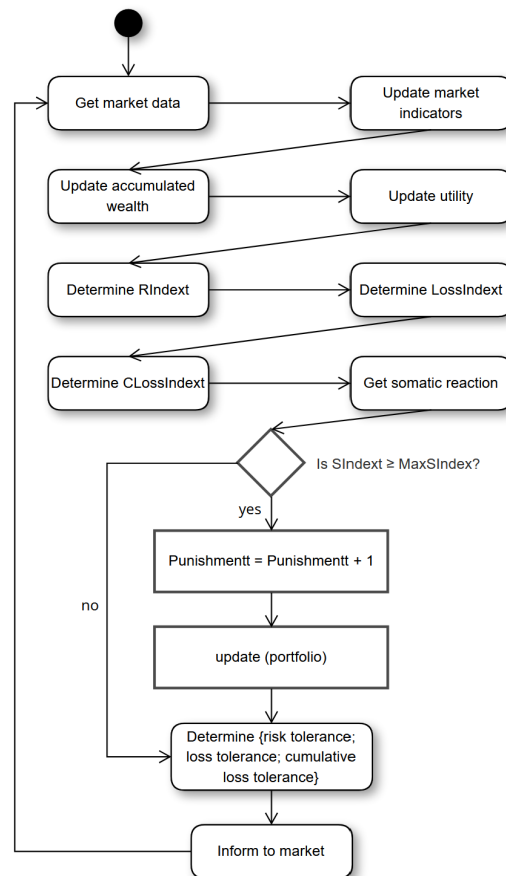 Get market data
Update market
indicators
Update accumulated
wealth
Update utility
Determine RIndext
Determine LossIndext
Determine CLossIndext
Get somatic reaction
Is SIndext ≥ MaxSIndex?
yes
Punishmentt = Punishmentt + 1
no
update (portfolio)
Determine {risk tolerance;
loss tolerance; cumulative
loss tolerance}
Inform to market